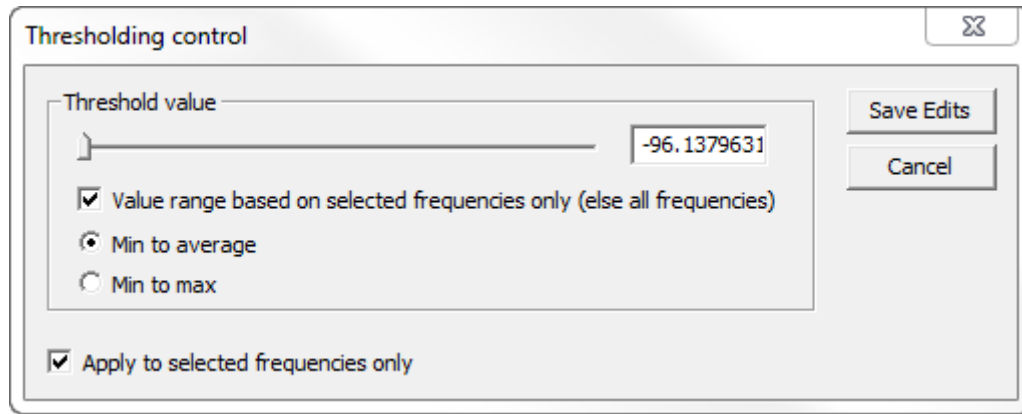 Thresholding control
Threshold value
-96.1379631
Value range based on selected frequencies only (else all frequencies)
Min to average
Min to max
Apply to selected frequencies only
Save Edits
Cancel